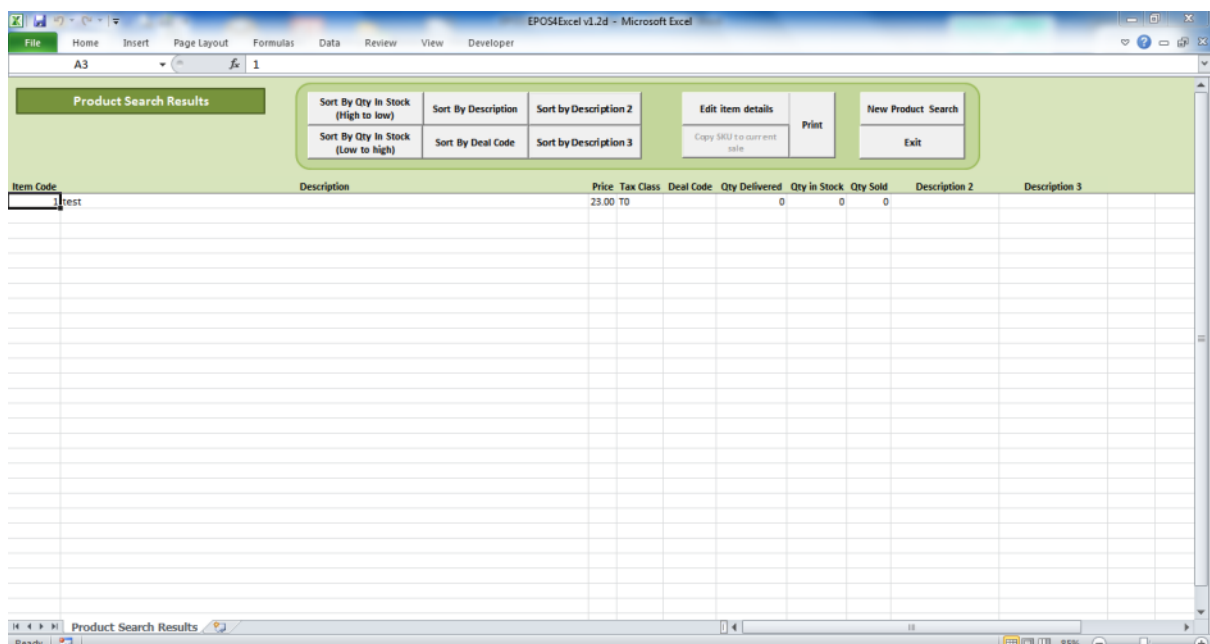 EPOS4Excel v1.2d - Microsoft Excel
File Home Insert Page Layout Formulas Data Review View Developer
A3 fx 1
Product Search Results
Sort By Qty In Stock
(High to low)
Sort By Description
Sort by Description 2
Edit item details
Print
New Product Search
Sort By Qty In Stock
(Low to high)
Sort By Deal Code
Sort by Description 3
Copy SKU to current
sale
Exit
Item Code Description Price Tax Class Deal Code Qty Delivered Qty in Stock Qty Sold Description 2 Description 3
1 test 23.00 T0 0 0 0
Product Search Results
Ready 85%